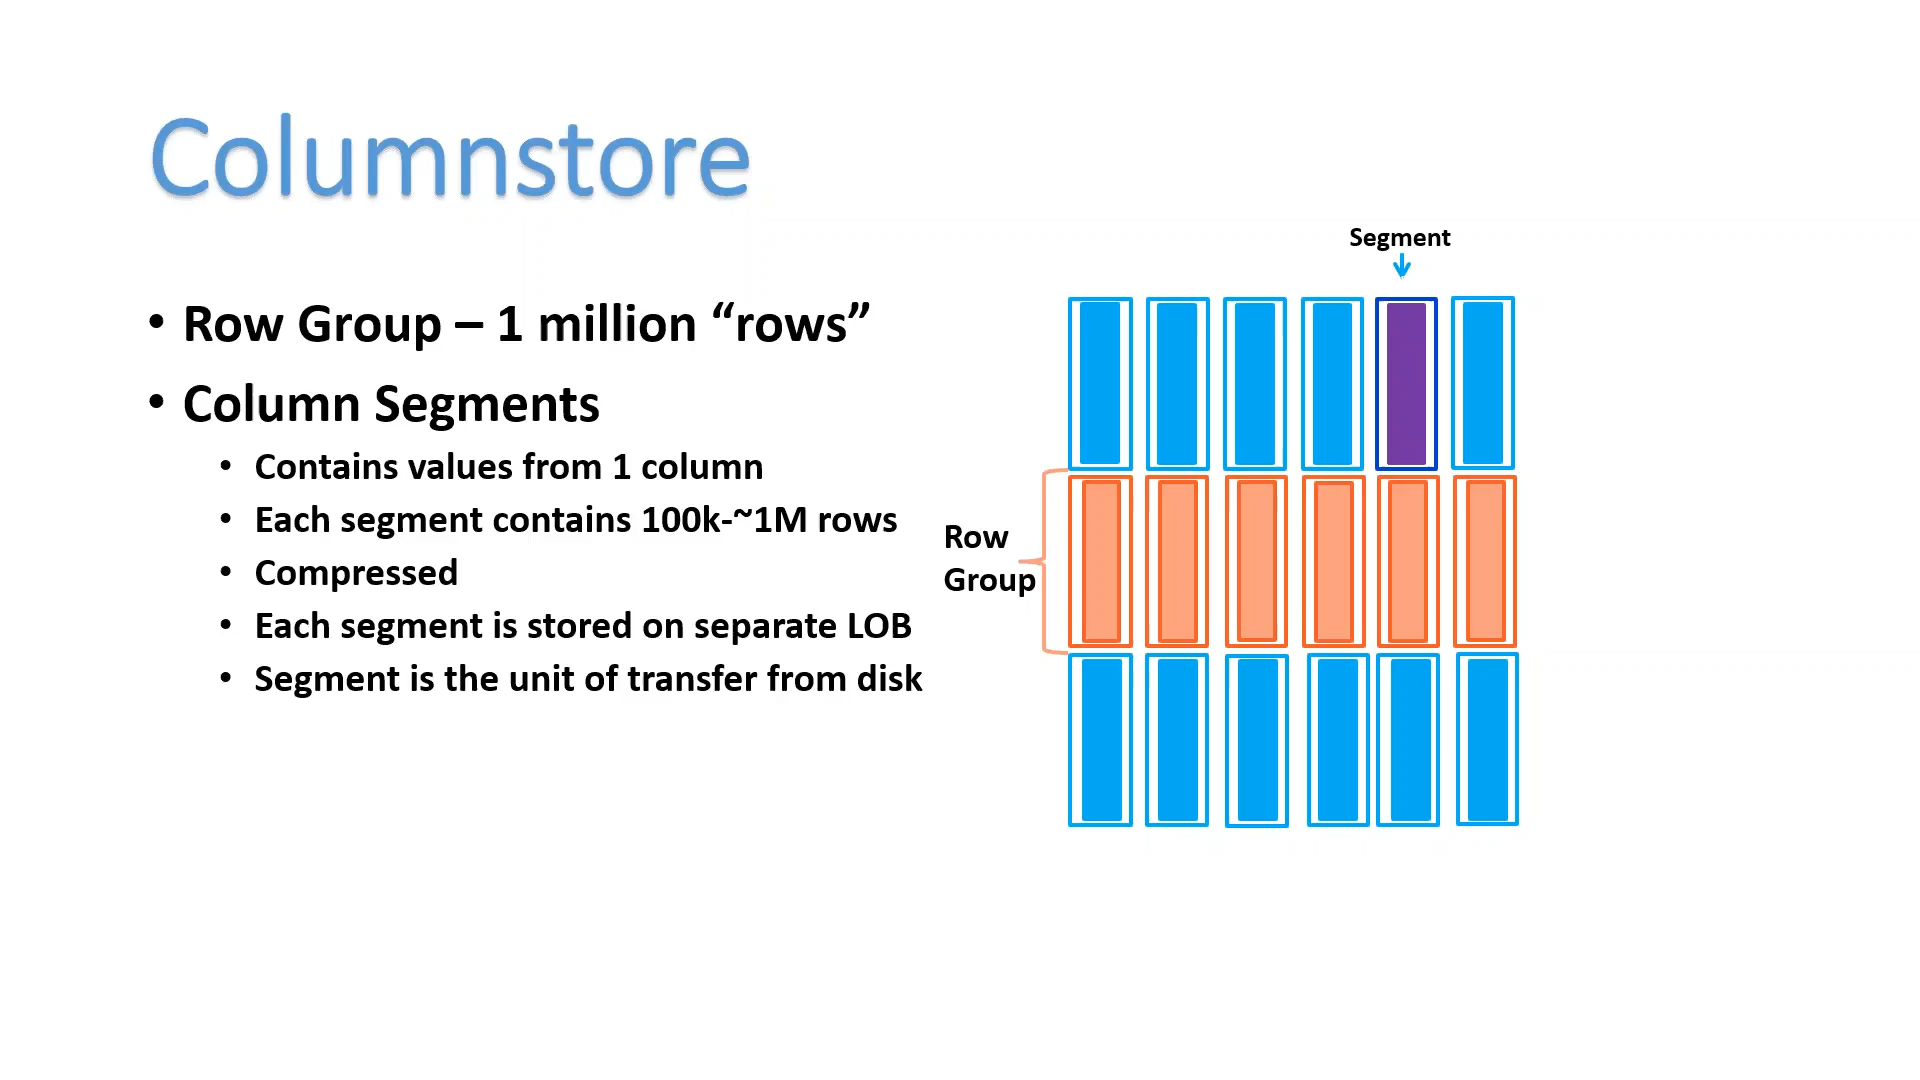 Columnstore
• Row Group – 1 million “rows”
• Column Segments
• Contains values from 1 column
• Each segment contains 100k-~1M rows
• Compressed
• Each segment is stored on separate LOB
• Segment is the unit of transfer from disk
Segment
Row
Group